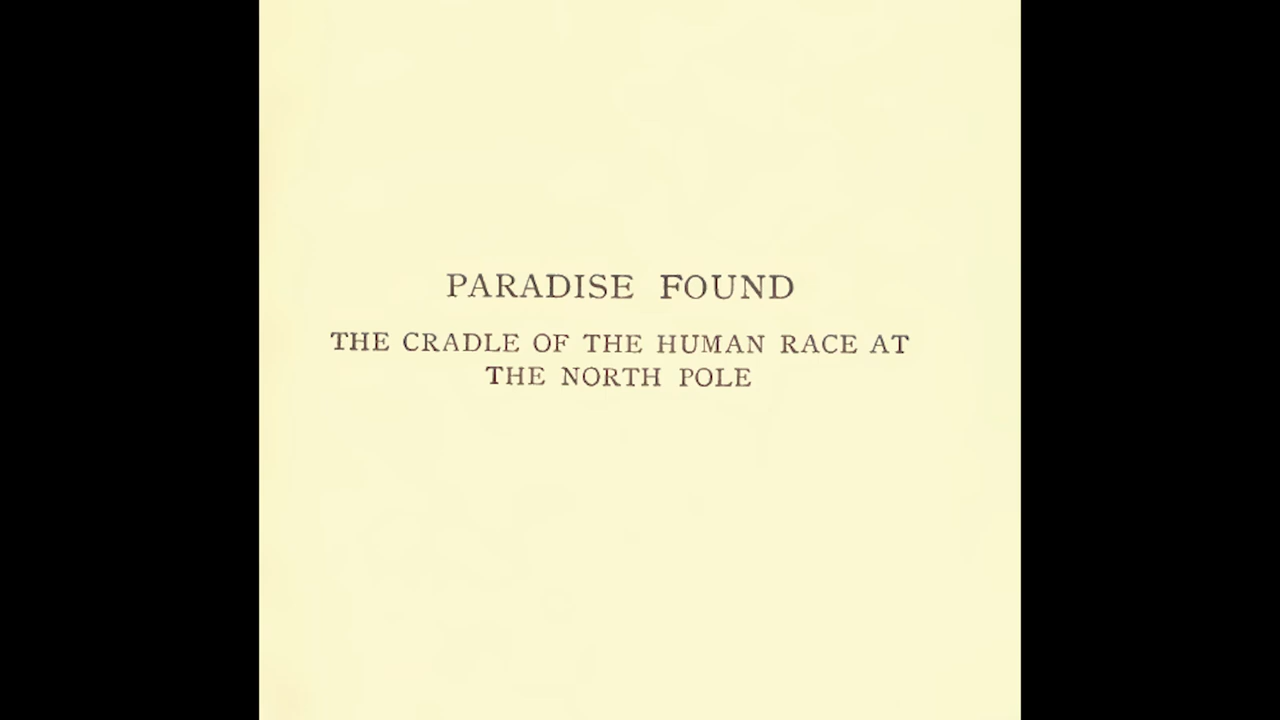 PARADISE FOUND
THE CRADLE OF THE HUMAN RACE AT
THE NORTH POLE